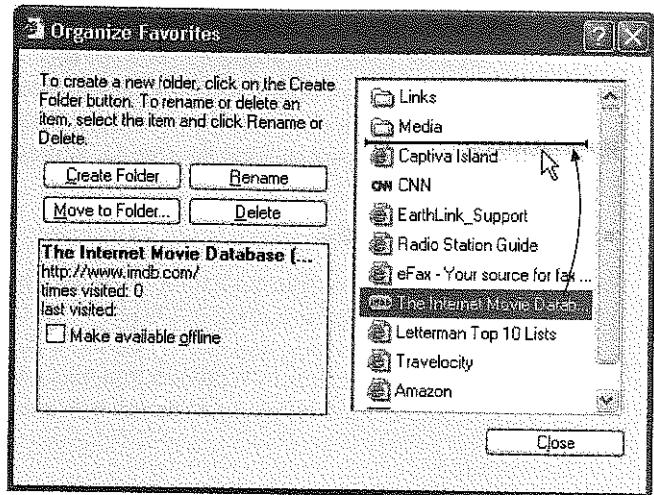 Organize Favorites
To create a new folder, click on the Create
Folder button. To rename or delete an
item, select the item and click Rename or
Delete.
Create Folder
Rename
Move to Folder...
Delete
The Internet Movie Database (...
http://www.imdb.com/
times visited: 0
last visited:
Make available offline
Links
Media
Captiva Island
CNN CNN
EarthLink_Support
Radio Station Guide
eFax - Your source for fax ...
The Internet Movie Datab...
Letterman Top 10 Lists
Travelocity
Amazon
Close